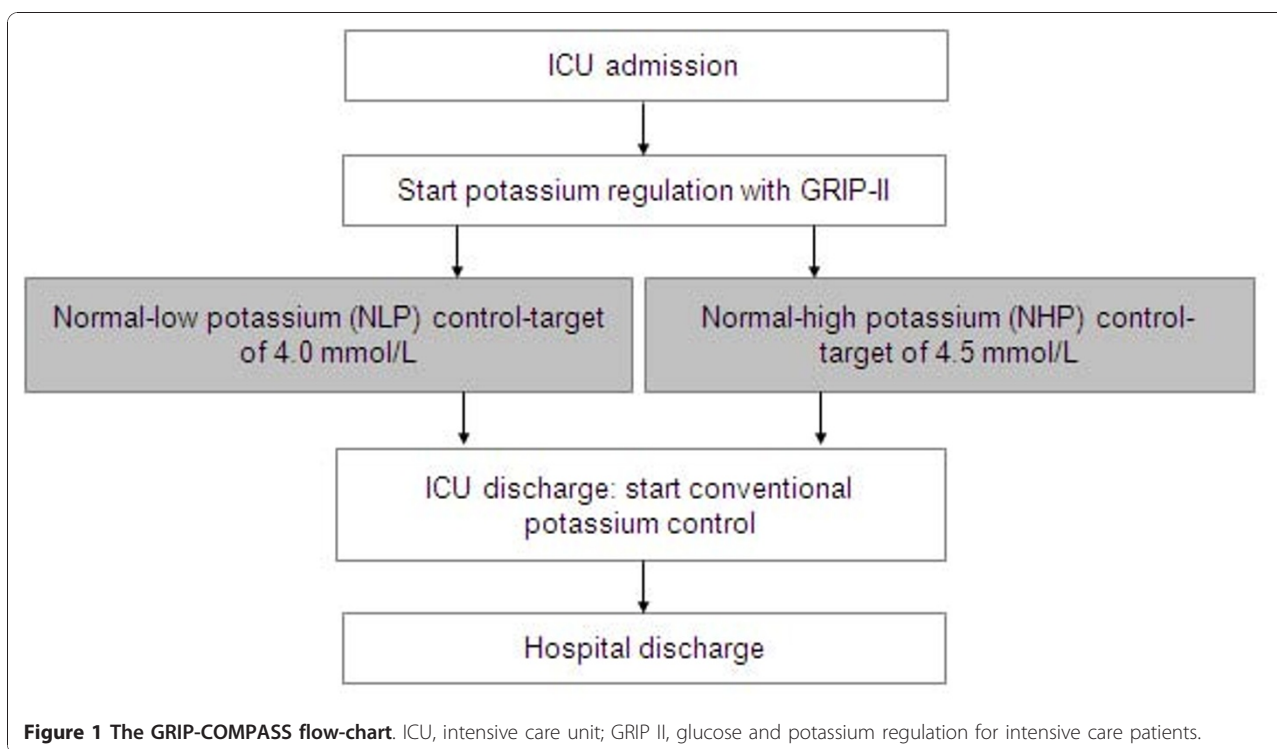 ICU admission
Start potassium regulation with GRIP-II
Normal-low potassium (NLP) control-target
of 4.0 mmol/L
Normal-high potassium (NHP) control-
target of 4.5 mmol/L
ICU discharge: start conventional
potassium control
Hospital discharge
Figure 1 The GRIP-COMPASS flow-chart. ICU, intensive care unit; GRIP II, glucose and potassium regulation for intensive care patients.